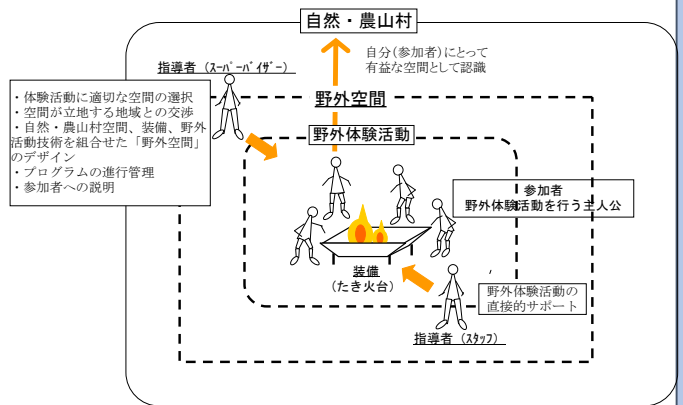 自然・農山村
自分(参加者)にとって
有益な空間として認識
指導者 (ｽｰﾊﾟｰﾊﾞｲｻﾞｰ)
・体験活動に適切な空間の選択
・空間が立地する地域との交渉
・自然・農山村空間、装備、野外
活動技術を組合せた「野外空間」
のデザイン
・プログラムの進行管理
・参加者への説明
野外空間
野外体験活動
参加者
野外体験活動を行う主人公
装備
(たき火台)
野外体験活動の
直接的サポート
指導者 (ｽﾀｯﾌ)